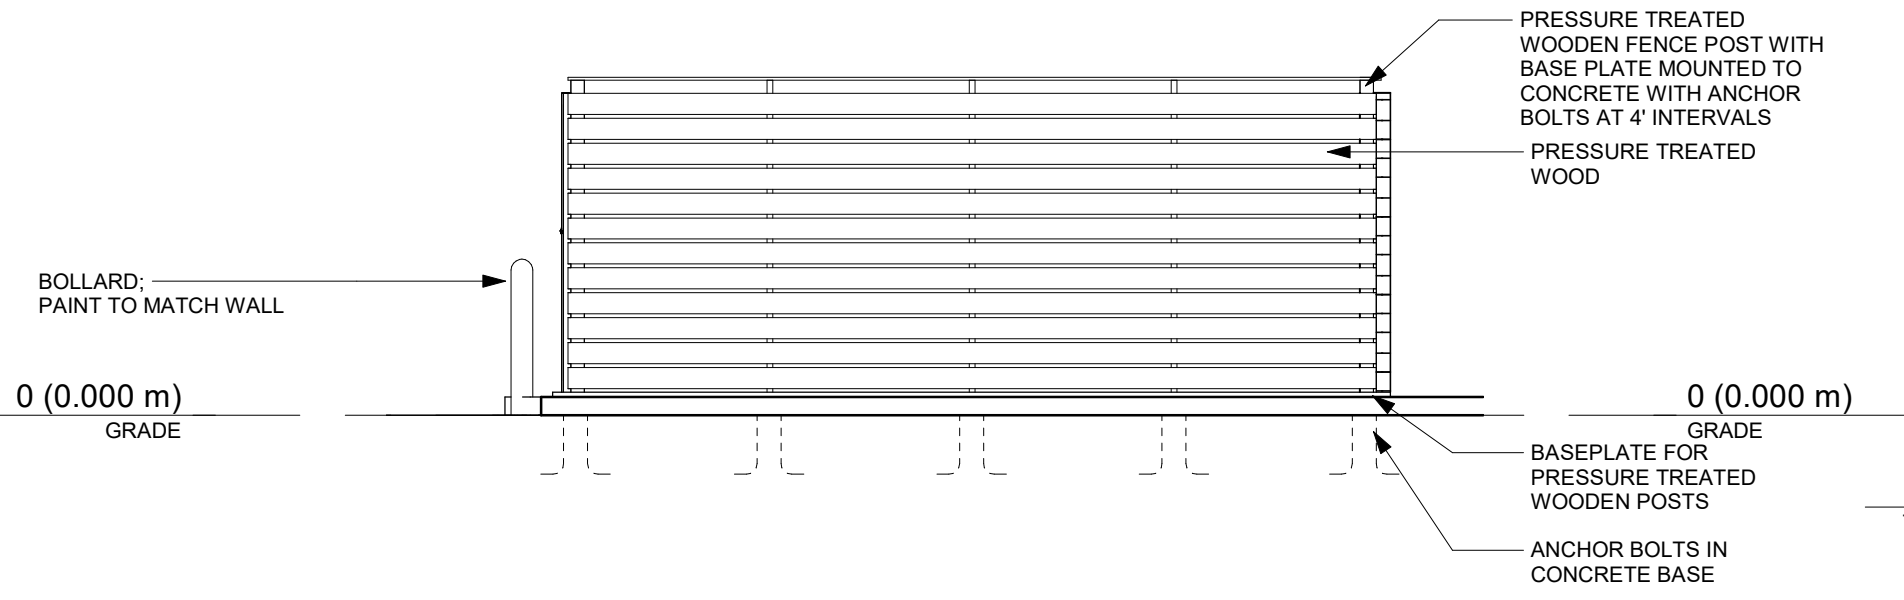 PRESSURE TREATED
WOODEN FENCE POST WITH
BASE PLATE MOUNTED TO
CONCRETE WITH ANCHOR
BOLTS AT 4' INTERVALS
PRESSURE TREATED
WOOD
BOLLARD;
PAINT TO MATCH WALL
0 (0.000 m)
GRADE
0 (0.000 m)
GRADE
BASEPLATE FOR
PRESSURE TREATED
WOODEN POSTS
ANCHOR BOLTS IN
CONCRETE BASE